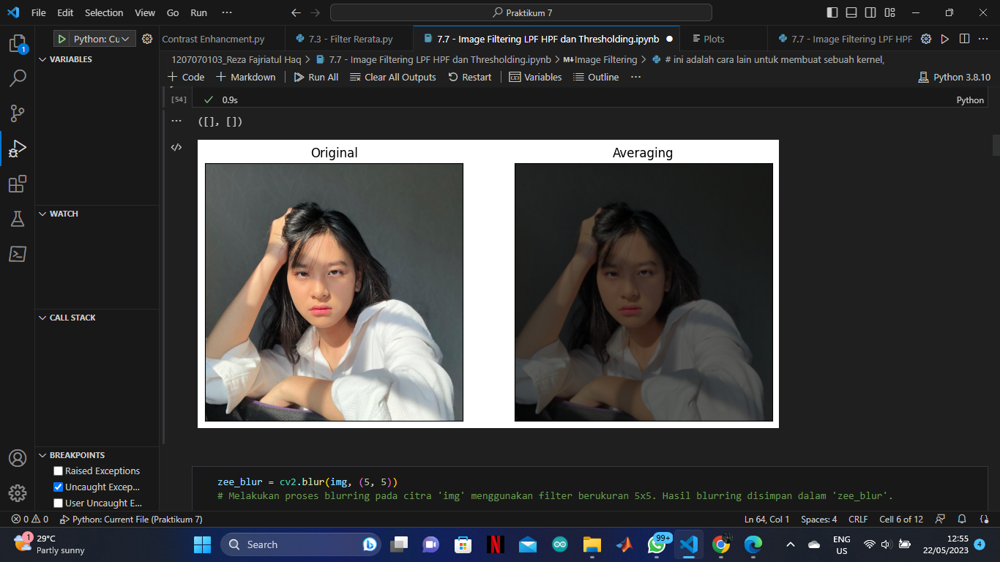 File Edit Selection View Go Run ··· Praktikum 7
Python: Cu
Contrast Enhancment.py 7.3 - Filter Rerata.py 7.7 - Image Filtering LPF HPF dan Thresholding.ipynb Plots 7.7 - Image Filtering LPF HPF
VARIABLES
1207070103_Reza Fajriatul Haq > 7.7 - Image Filtering LPF HPF dan Thresholding.ipynb > M↓Image Filtering > # ini adalah cara lain untuk membuat sebuah kernel,
+ Code + Markdown Run All Clear All Outputs Restart Variables Outline ··· Python 3.8.10
[54] 0.9s Python
··· ([], [])
Original Averaging
WATCH
CALL STACK
BREAKPOINTS
Raised Exceptions
Uncaught Excep...
User Uncaught E...
zee_blur = cv2.blur(img, (5, 5))
# Melakukan proses blurring pada citra 'img' menggunakan filter berukuran 5x5. Hasil blurring disimpan dalam 'zee_blur'.
0 0 Python: Current File (Praktikum 7) Ln 64, Col 1 Spaces: 4 CRLF Cell 6 of 12
1
29°C
Partly sunny
Search
99+
ENG
US
12:55
22/05/2023
4